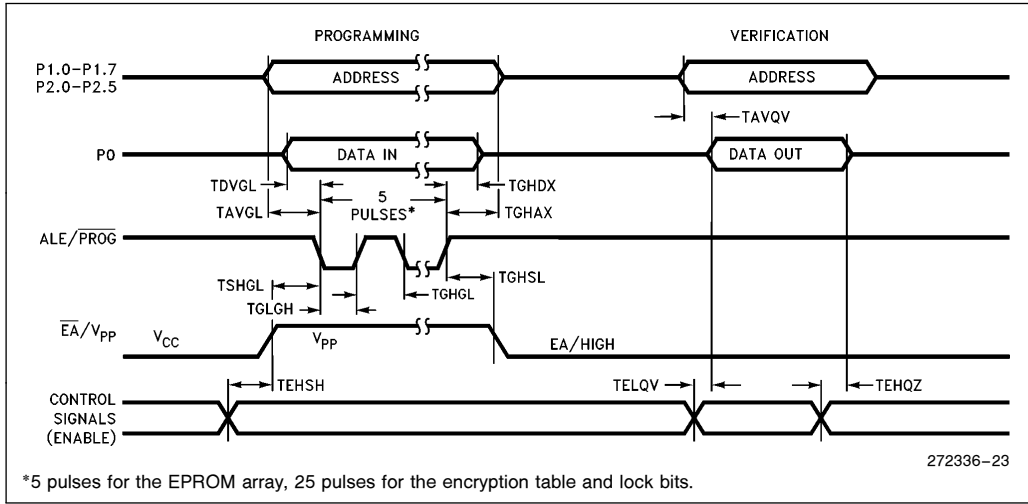 PROGRAMMING
VERIFICATION
P1.0–P1.7
P2.0–P2.5
ADDRESS
ADDRESS
TAVQV
P0
DATA IN
DATA OUT
TDVGL
TGHDX
5
PULSES*
TAVGL
TGHAX
ALE/PROG
TSHGL
TGHSL
TGLGH
TGHGL
EA/VPP
VCC
VPP
EA/HIGH
TEHSH
TELQV
TEHQZ
CONTROL
SIGNALS
(ENABLE)
272336–23
*5 pulses for the EPROM array, 25 pulses for the encryption table and lock bits.